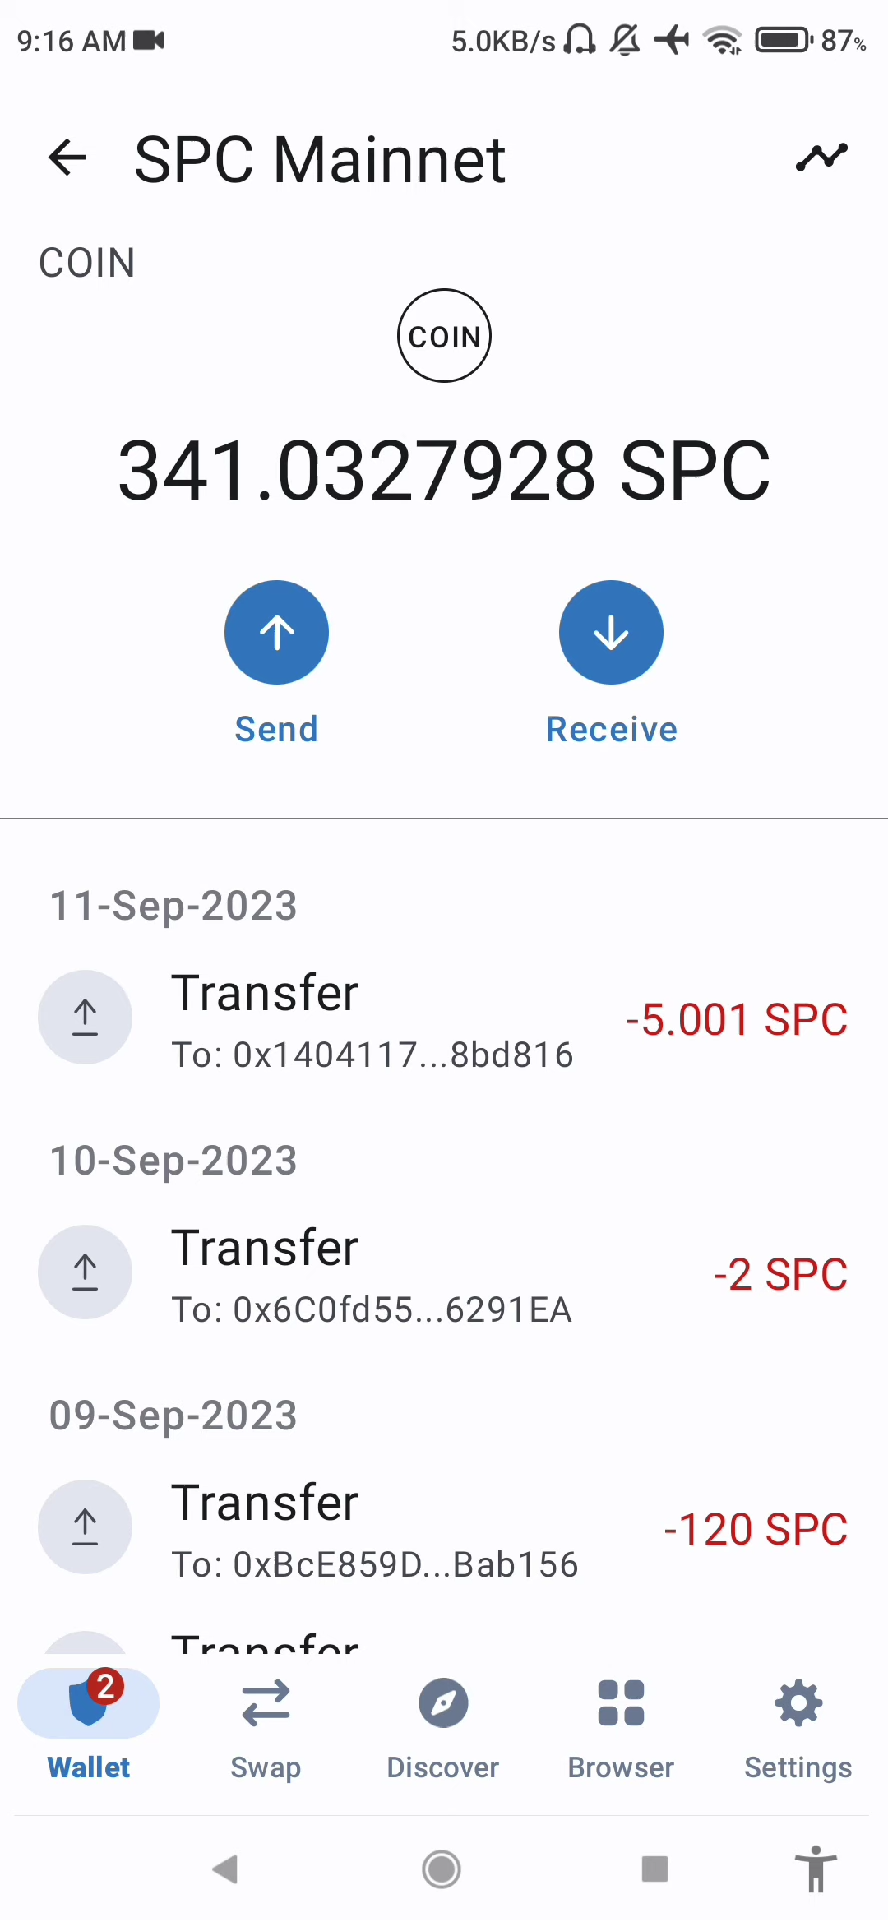 9:16 AM 5.0KB/s 87%
SPC Mainnet
COIN
COIN
341.0327928 SPC
Send Receive
11-Sep-2023
Transfer
-5.001 SPC
To: 0x1404117...8bd816
10-Sep-2023
Transfer
-2 SPC
To: 0x6C0fd55...6291EA
09-Sep-2023
Transfer
-120 SPC
To: 0xBcE859D...Bab156
Transfer
2
Wallet Swap Discover Browser Settings